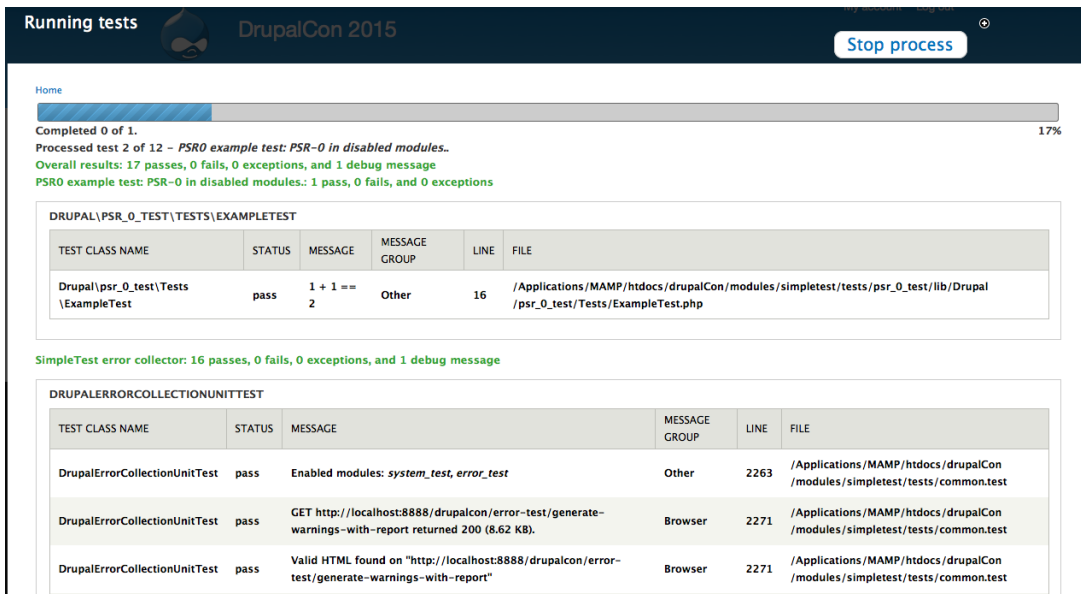 Running tests
DrupalCon 2015
My account Log out
Stop process
Home
Completed 0 of 1.
17%
Processed test 2 of 12 – PSR0 example test: PSR-0 in disabled modules..
Overall results: 17 passes, 0 fails, 0 exceptions, and 1 debug message
PSR0 example test: PSR-0 in disabled modules.: 1 pass, 0 fails, and 0 exceptions
DRUPAL\PSR_0_TEST\TESTS\EXAMPLETEST
TEST CLASS NAME STATUS MESSAGE MESSAGE GROUP LINE FILE
Drupal\psr_0_test\Tests
\ExampleTest
pass
1 + 1 ==
2
Other
16
/Applications/MAMP/htdocs/drupalCon/modules/simpletest/tests/psr_0_test/lib/Drupal
/psr_0_test/Tests/ExampleTest.php
SimpleTest error collector: 16 passes, 0 fails, 0 exceptions, and 1 debug message
DRUPALERRORCOLLECTIONUNITTEST
TEST CLASS NAME STATUS MESSAGE MESSAGE GROUP LINE FILE
DrupalErrorCollectionUnitTest pass Enabled modules: system_test, error_test Other 2263
/Applications/MAMP/htdocs/drupalCon
/modules/simpletest/tests/common.test
DrupalErrorCollectionUnitTest pass
GET http://localhost:8888/drupalcon/error-test/generate-
warnings-with-report returned 200 (8.62 KB).
Browser 2271
/Applications/MAMP/htdocs/drupalCon
/modules/simpletest/tests/common.test
DrupalErrorCollectionUnitTest pass
Valid HTML found on "http://localhost:8888/drupalcon/error-
test/generate-warnings-with-report"
Browser 2271
/Applications/MAMP/htdocs/drupalCon
/modules/simpletest/tests/common.test